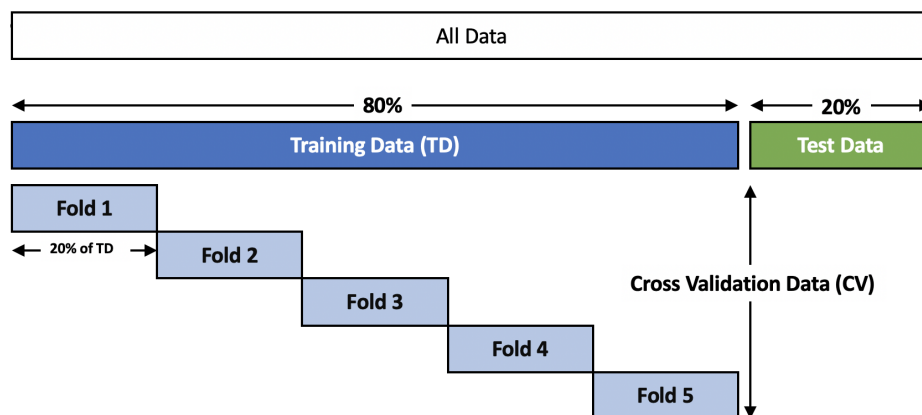 All Data
80%
20%
Training Data (TD)
Test Data
Fold 1
20% of TD
Fold 2
Cross Validation Data (CV)
Fold 3
Fold 4
Fold 5